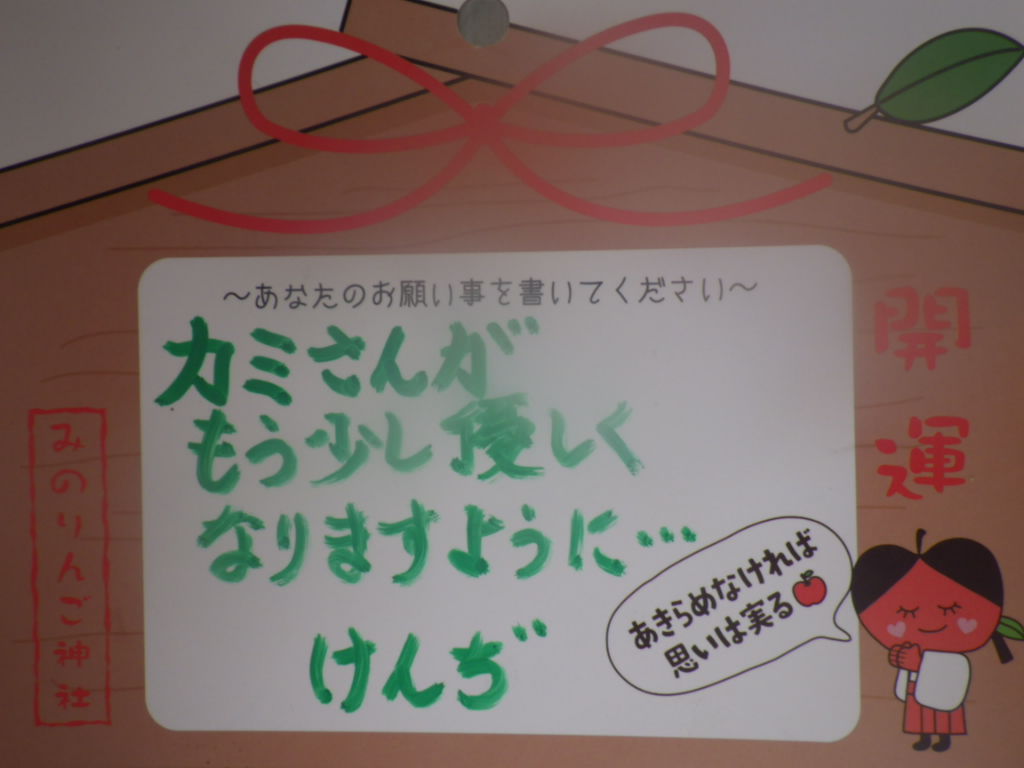 ～あなたのお願い事を書いてください～
カミさんが
もう少し優しく
なりますように…
けんぢ
あきらめなければ
思いは実る
開運
みのりんご神社